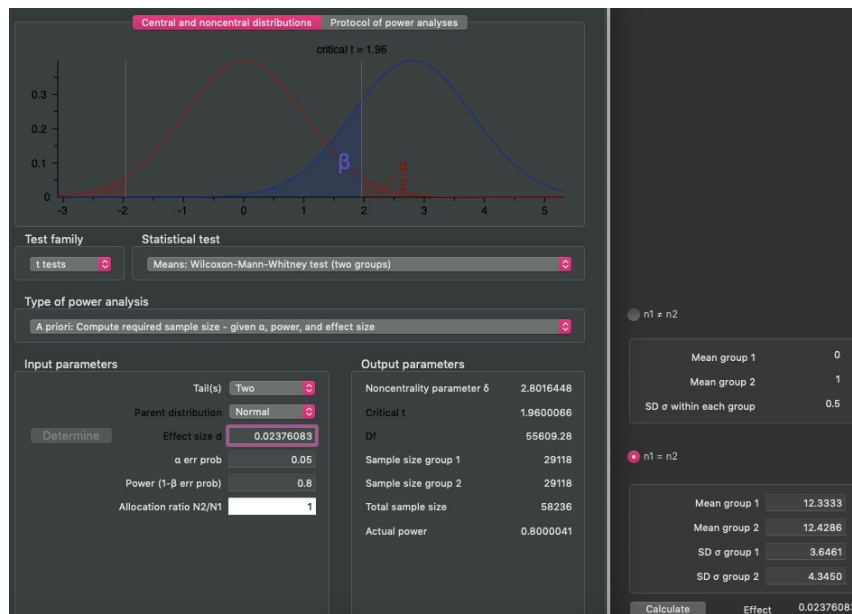 Central and noncentral distributions Protocol of power analyses
critical t = 1.96
0.3
0.2
0.1
0
β
α
2
-3 -2 -1 0 1 2 3 4 5
Test family Statistical test
t tests Means: Wilcoxon-Mann-Whitney test (two groups)
Type of power analysis
A priori: Compute required sample size - given α, power, and effect size
Input parameters Output parameters
Tail(s) Two Noncentrality parameter δ 2.8016448
Parent distribution Normal Critical t 1.9600066
Determine Effect size d 0.02376083 Df 55609.28
α err prob 0.05 Sample size group 1 29118
Power (1-β err prob) 0.8 Sample size group 2 29118
Allocation ratio N2/N1 1 Total sample size 58236
Actual power 0.8000041
n1 ≠ n2
Mean group 1 0
Mean group 2 1
SD σ within each group 0.5
n1 = n2
Mean group 1 12.3333
Mean group 2 12.4286
SD σ group 1 3.6461
SD σ group 2 4.3450
Calculate Effect 0.02376083